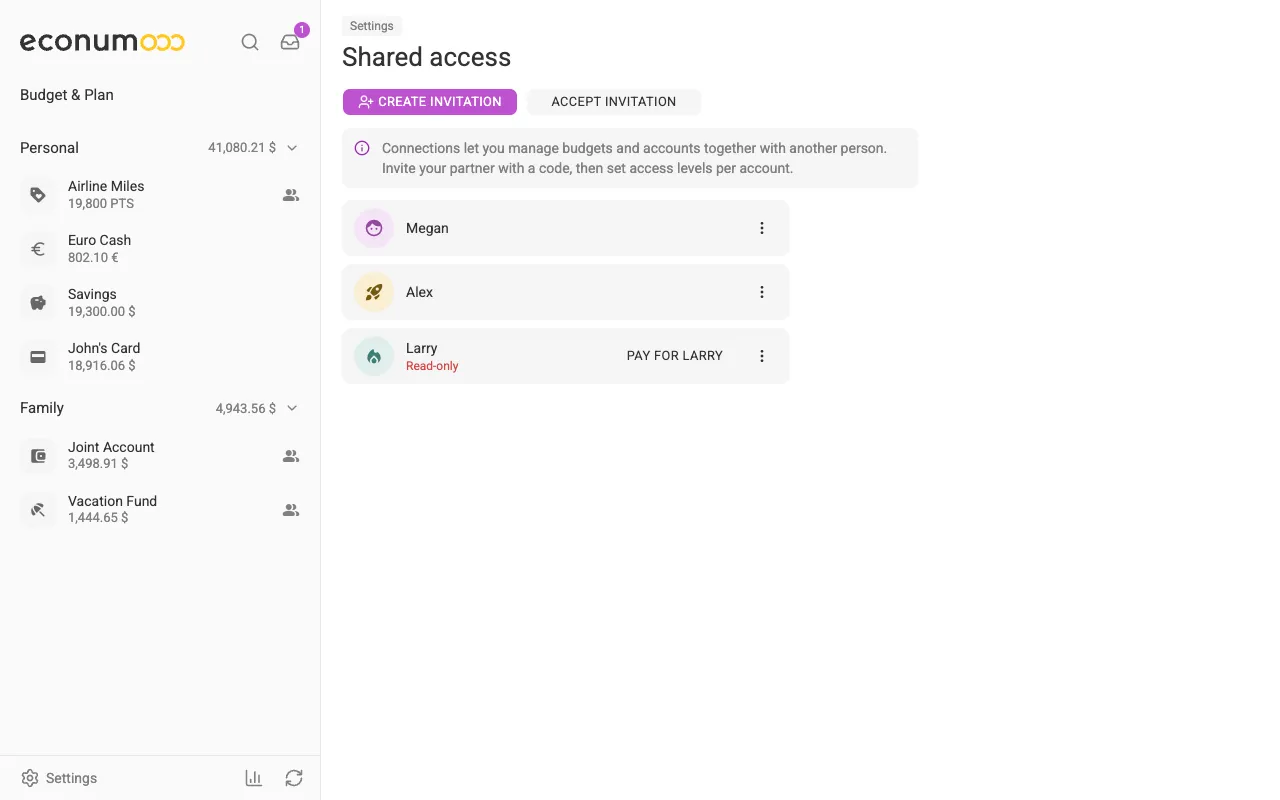 econumo
1
Budget & Plan
Personal
41,080.21 $
Airline Miles
19,800 PTS
Euro Cash
802.10 €
Savings
19,300.00 $
John's Card
18,916.06 $
Family
4,943.56 $
Joint Account
3,498.91 $
Vacation Fund
1,444.65 $
Settings
Settings
Shared access
CREATE INVITATION
ACCEPT INVITATION
Connections let you manage budgets and accounts together with another person.
Invite your partner with a code, then set access levels per account.
Megan
Alex
Larry
Read-only
PAY FOR LARRY